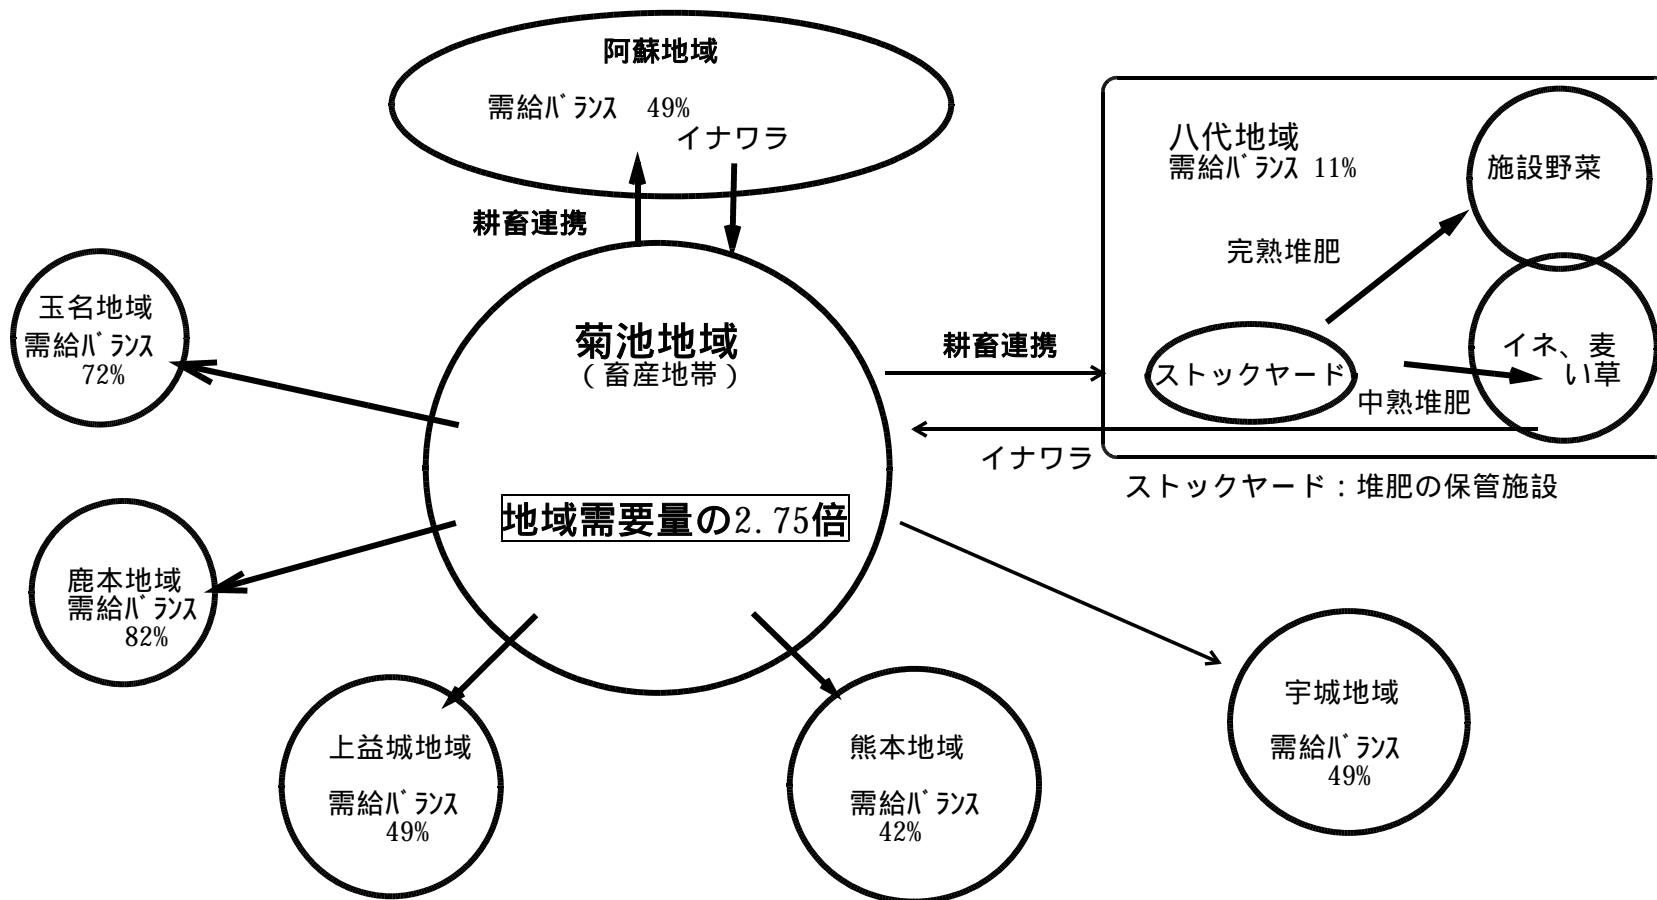 阿蘇地域
需給ﾊﾞﾗﾝｽ 49%
イナワラ
耕畜連携
八代地域
需給ﾊﾞﾗﾝｽ 11%
施設野菜
完熟堆肥
ストックヤード
イネ、麦
い草
中熟堆肥
玉名地域
需給ﾊﾞﾗﾝｽ
72%
菊池地域
(畜産地帯)
耕畜連携
イナワラ
ストックヤード:堆肥の保管施設
地域需要量の2.75倍
鹿本地域
需給ﾊﾞﾗﾝｽ
82%
上益城地域
需給ﾊﾞﾗﾝｽ
49%
熊本地域
需給ﾊﾞﾗﾝｽ
42%
宇城地域
需給ﾊﾞﾗﾝｽ
49%